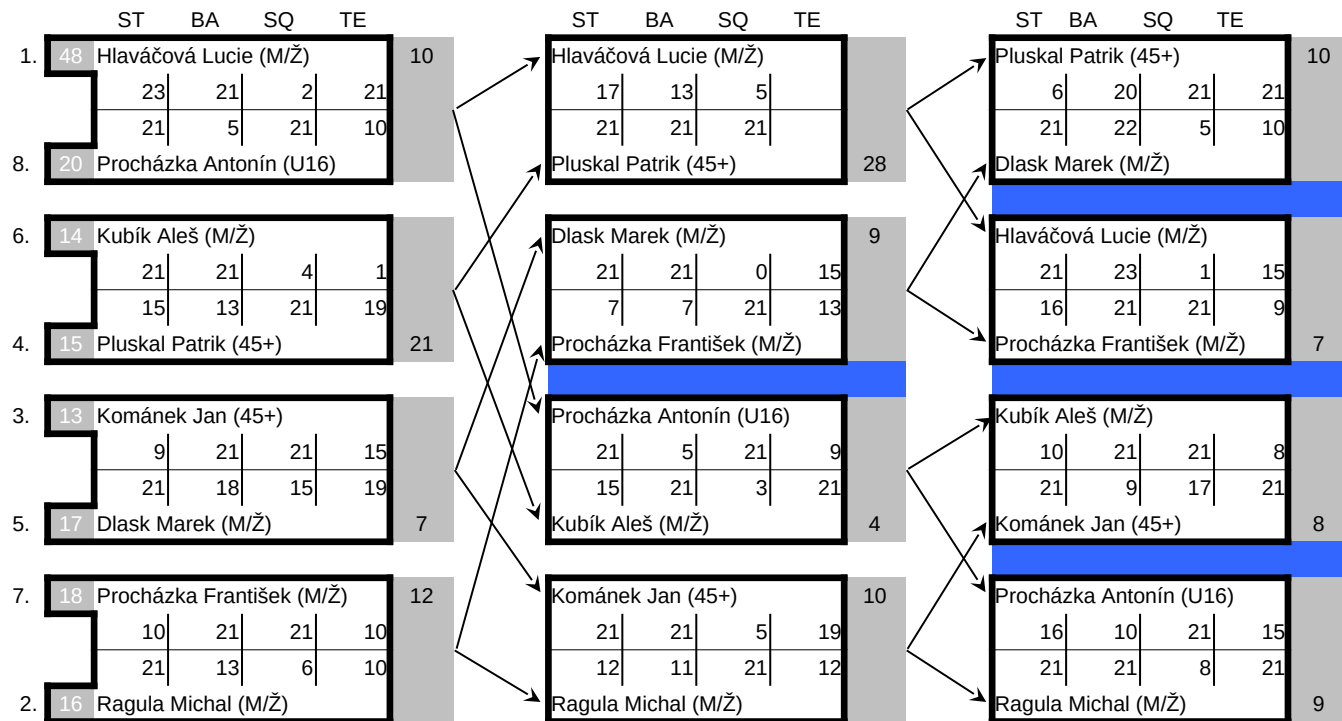 ST BA SQ TE ST BA SQ TE ST BA SQ TE
1. 48 Hlaváčová Lucie (M/Ž) 10 Hlaváčová Lucie (M/Ž) Pluskal Patrik (45+) 10
23 21 2 21 17 13 5 6 20 21 21
21 5 21 10 21 21 21 21 22 5 10
8. 20 Procházka Antonín (U16) Pluskal Patrik (45+) 28 Dlask Marek (M/Ž)
6. 14 Kubík Aleš (M/Ž) Dlask Marek (M/Ž) 9 Hlaváčová Lucie (M/Ž)
21 21 4 1 21 21 0 15 21 23 1 15
15 13 21 19 7 7 21 13 16 21 21 9
4. 15 Pluskal Patrik (45+) 21 Procházka František (M/Ž) Procházka František (M/Ž) 7
3. 13 Ománek Jan (45+) Procházka Antonín (U16) Kubík Aleš (M/Ž)
9 21 21 15 21 5 21 9 10 21 21 8
21 18 15 19 15 21 3 21 21 9 17 21
5. 17 Dlask Marek (M/Ž) 7 Kubík Aleš (M/Ž) 4 Kománek Jan (45+) 8
7. 18 Procházka František (M/Ž) 12 Kománek Jan (45+) 10 Procházka Antonín (U16)
10 21 21 10 21 21 5 19 16 10 21 15
21 13 6 10 12 11 21 12 21 21 8 21
2. 16 Ragula Michal (M/Ž) Ragula Michal (M/Ž) Ragula Michal (M/Ž) 9